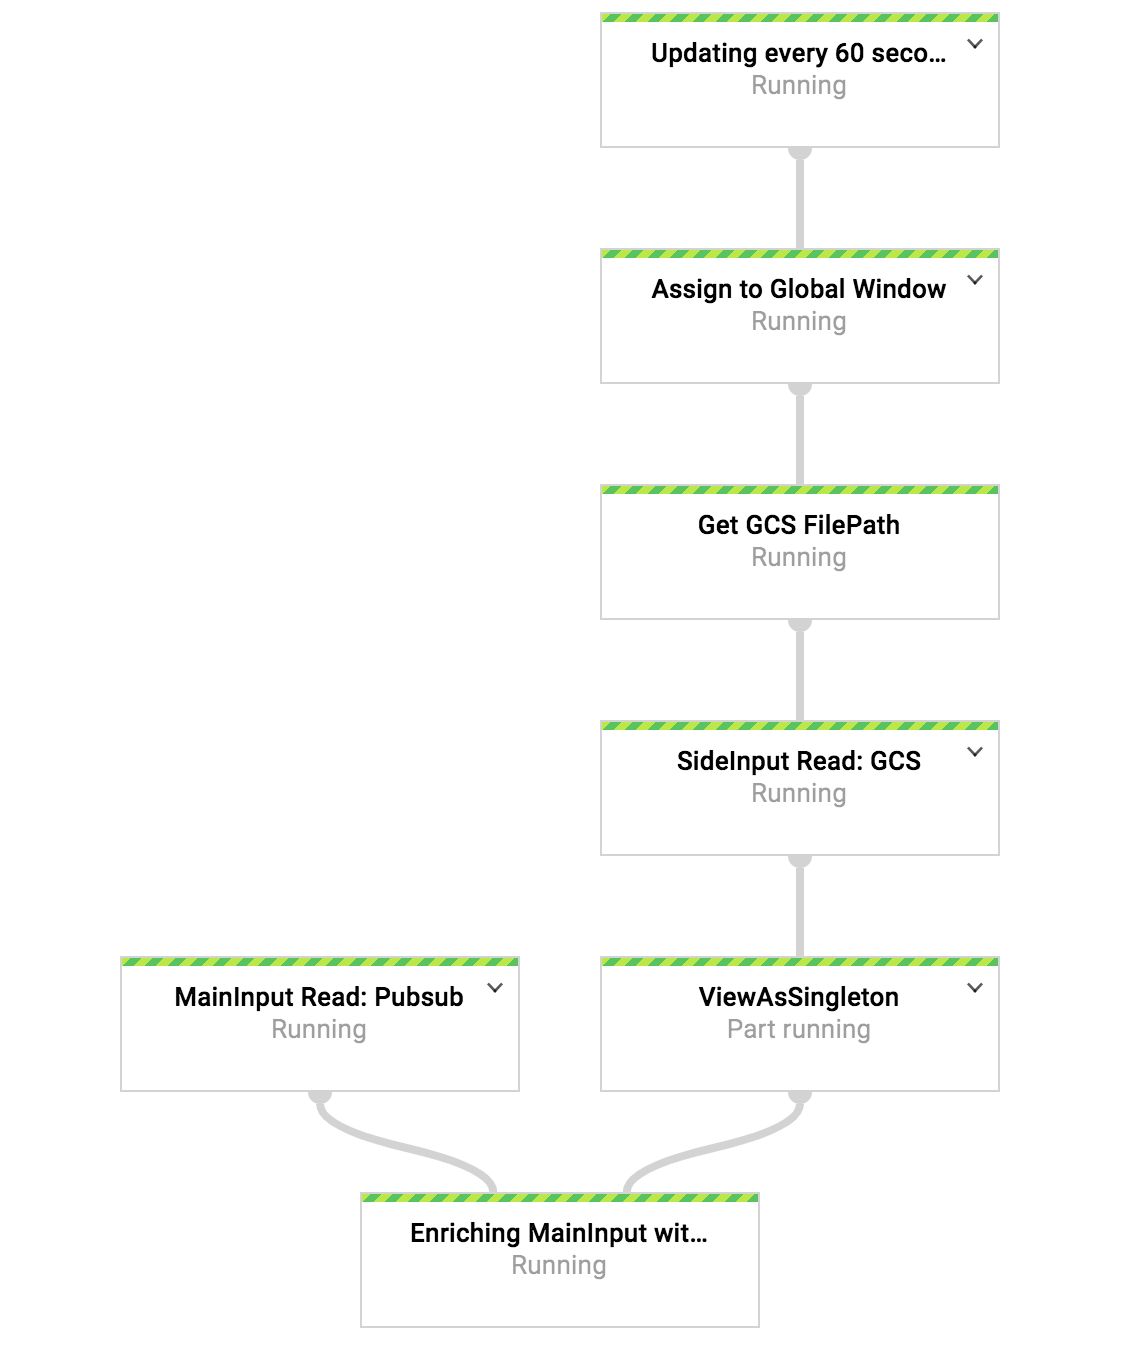 Updating every 60 seco...
Running
Assign to Global Window
Running
Get GCS FilePath
Running
SideInput Read: GCS
Running
MainInput Read: Pubsub
Running
ViewAsSingleton
Part running
Enriching MainInput wit...
Running